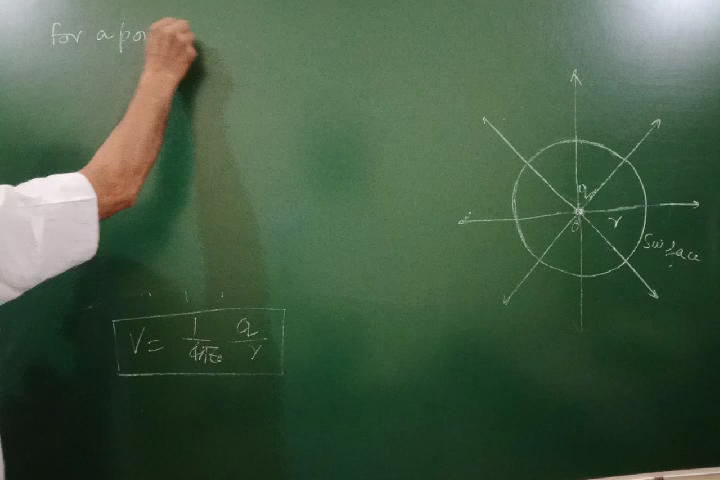 for a po
V = 1/4πε₀ Q/r
Q
O
r
Surface